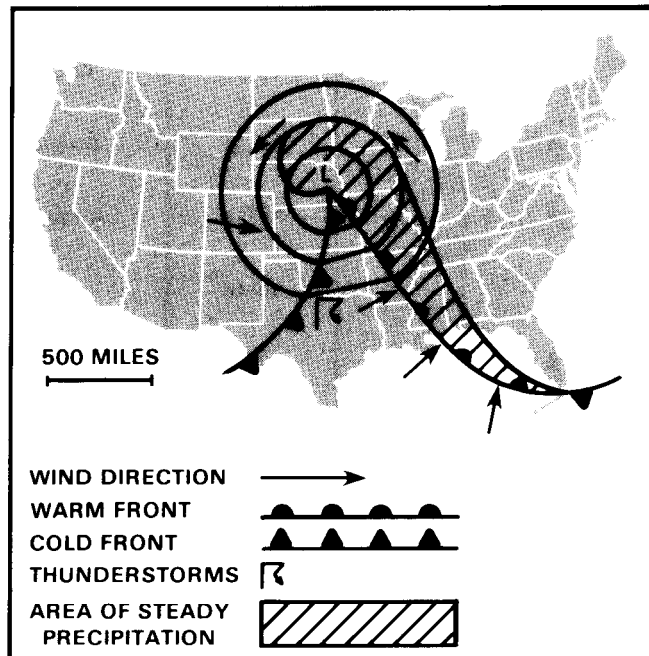 L
500 MILES
WIND DIRECTION
WARM FRONT
COLD FRONT
THUNDERSTORMS
AREA OF STEADY
PRECIPITATION